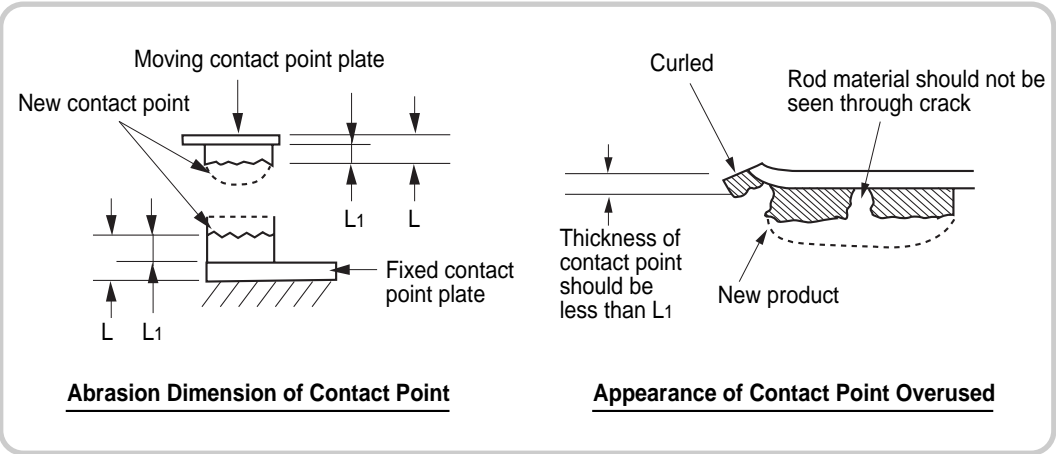 Moving contact point plate
New contact point
L1
L
Fixed contact
point plate
L
L1
Abrasion Dimension of Contact Point
Curled
Rod material should not be
seen through crack
Thickness of
contact point
should be
less than L1
New product
Appearance of Contact Point Overused